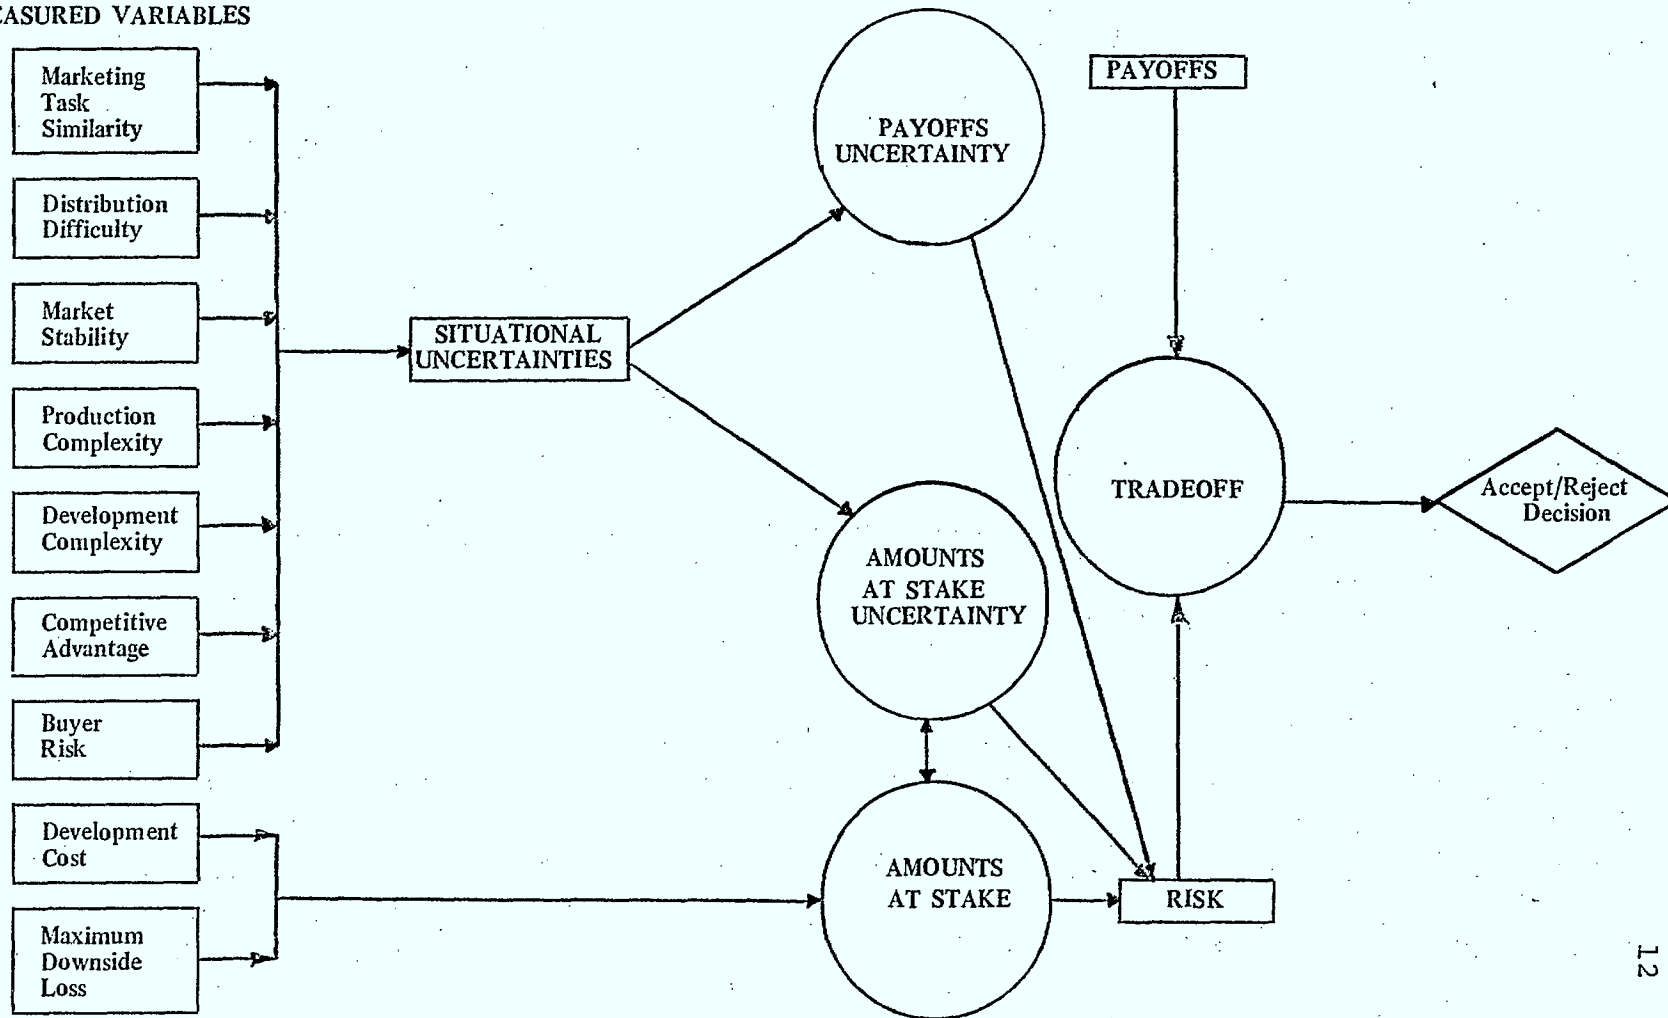 EASURED VARIABLES
Marketing
Task
Similarity
Distribution
Difficulty
Market
Stability
Production
Complexity
Development
Complexity
Competitive
Advantage
Buyer
Risk
Development
Cost
Maximum
Downside
Loss
SITUATIONAL
UNCERTAINTIES
PAYOFFS
UNCERTAINTY
AMOUNTS
AT STAKE
UNCERTAINTY
AMOUNTS
AT STAKE
PAYOFFS
TRADEOFF
RISK
Accept/Reject
Decision
12